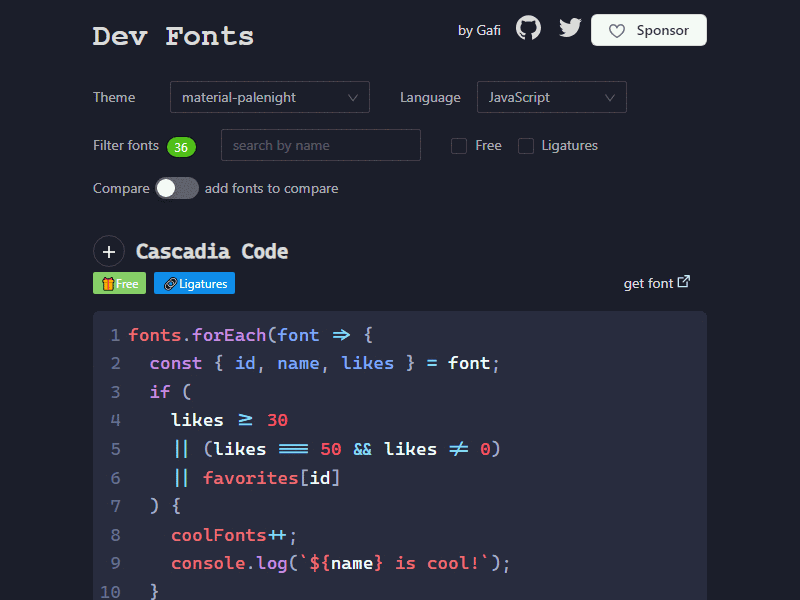 Dev Fonts
by Gafi
Sponsor
Theme material-palenight Language JavaScript
Filter fonts 36 search by name Free Ligatures
Compare add fonts to compare
+ Cascadia Code
Free Ligatures get font
1 fonts.forEach(font => {
2 const { id, name, likes } = font;
3 if (
4 likes >= 30
5 || (likes === 50 && likes != 0)
6 || favorites[id]
7 ) {
8 coolFonts++;
9 console.log(`${name} is cool!`);
10 }